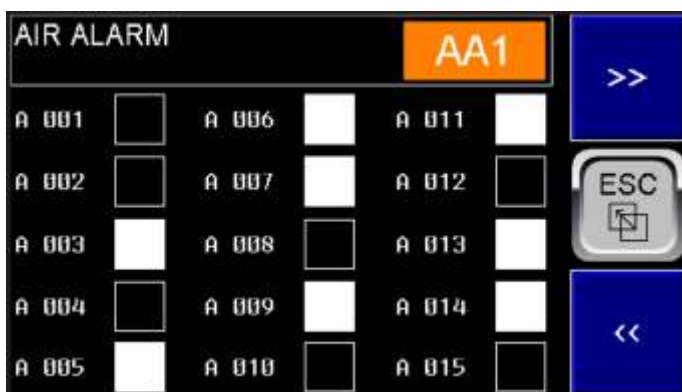 AIR ALARM AA1
>>
A 001 A 006 A 011
A 002 A 007 A 012
ESC
A 003 A 008 A 013
A 004 A 009 A 014
<<
A 005 A 010 A 015